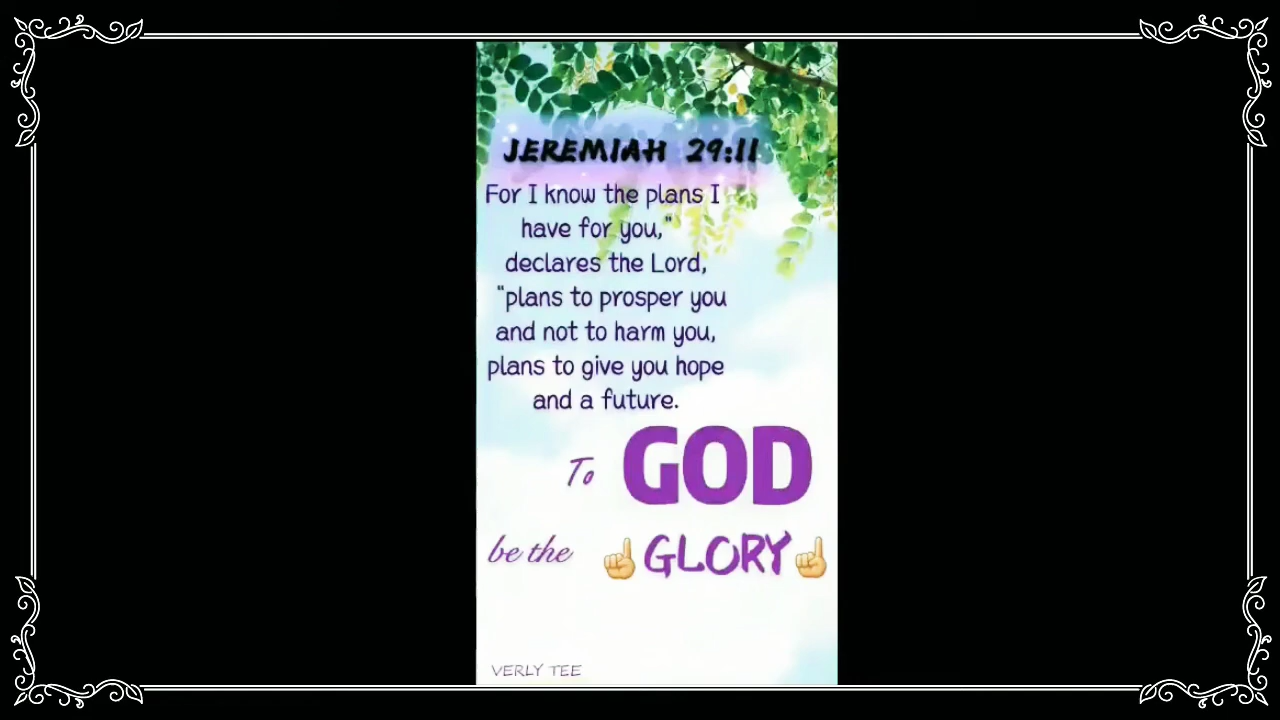 JEREMIAH 29:11
For I know the plans I
have for you,"
declares the Lord,
"plans to prosper you
and not to harm you,
plans to give you hope
and a future.
To GOD
be the ☝GLORY☝
VERLY TEE